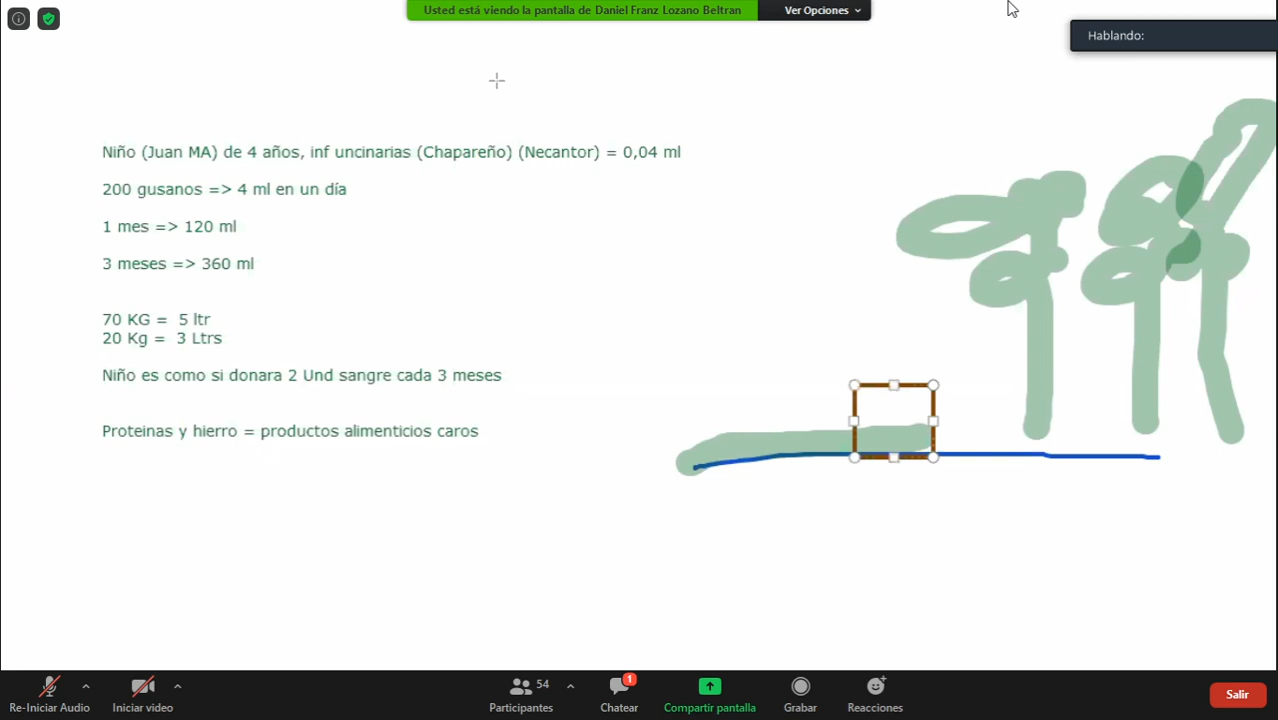 Usted está viendo la pantalla de Daniel Franz Lozano Beltran
Ver Opciones
Hablando:
Niño (Juan MA) de 4 años, inf uncinarias (Chapareño) (Necantor) = 0,04 ml
200 gusanos => 4 ml en un día
1 mes => 120 ml
3 meses => 360 ml
70 KG = 5 ltr
20 Kg = 3 Ltrs
Niño es como si donara 2 Und sangre cada 3 meses
Proteinas y hierro = productos alimenticios caros
54
1
Re-Iniciar Audio
Iniciar video
Participantes
Chatear
Compartir pantalla
Grabar
Reacciones
Salir